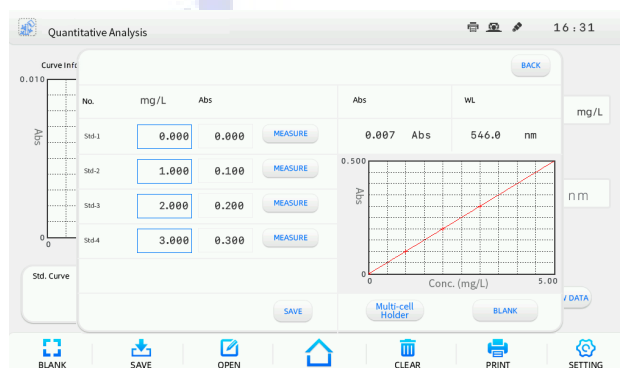 Quantitative Analysis
16:31
Curve Info
BACK
0.010
No. mg/L Abs
Abs WL
mg/L
Std-1 0.000 0.000 MEASURE
0.007 Abs 546.0 nm
Abs
Std-2 1.000 0.100 MEASURE
0.500
Abs
Std-3 2.000 0.200 MEASURE
nm
Std-4 3.000 0.300 MEASURE
0
0
0
0 Conc. (mg/L) 5.00
Std. Curve
SAVE
Multi-cell
Holder
BLANK
DATA
BLANK SAVE OPEN CLEAR PRINT SETTING